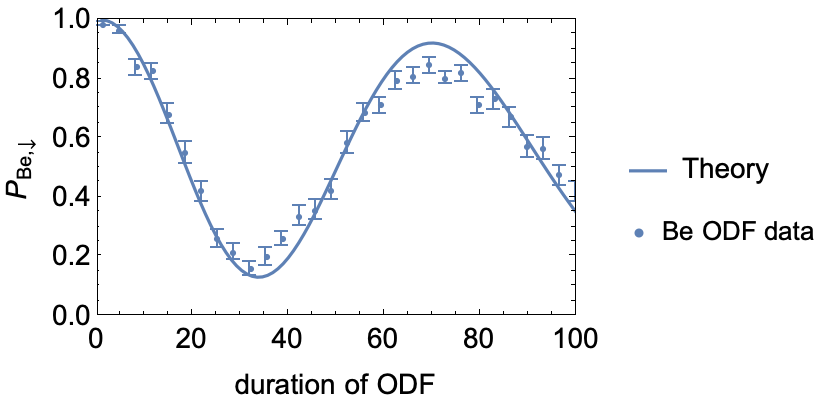 1.0
0.8
0.6
0.4
0.2
0.0
P_Be,↓
0 20 40 60 80 100
duration of ODF
Theory
Be ODF data